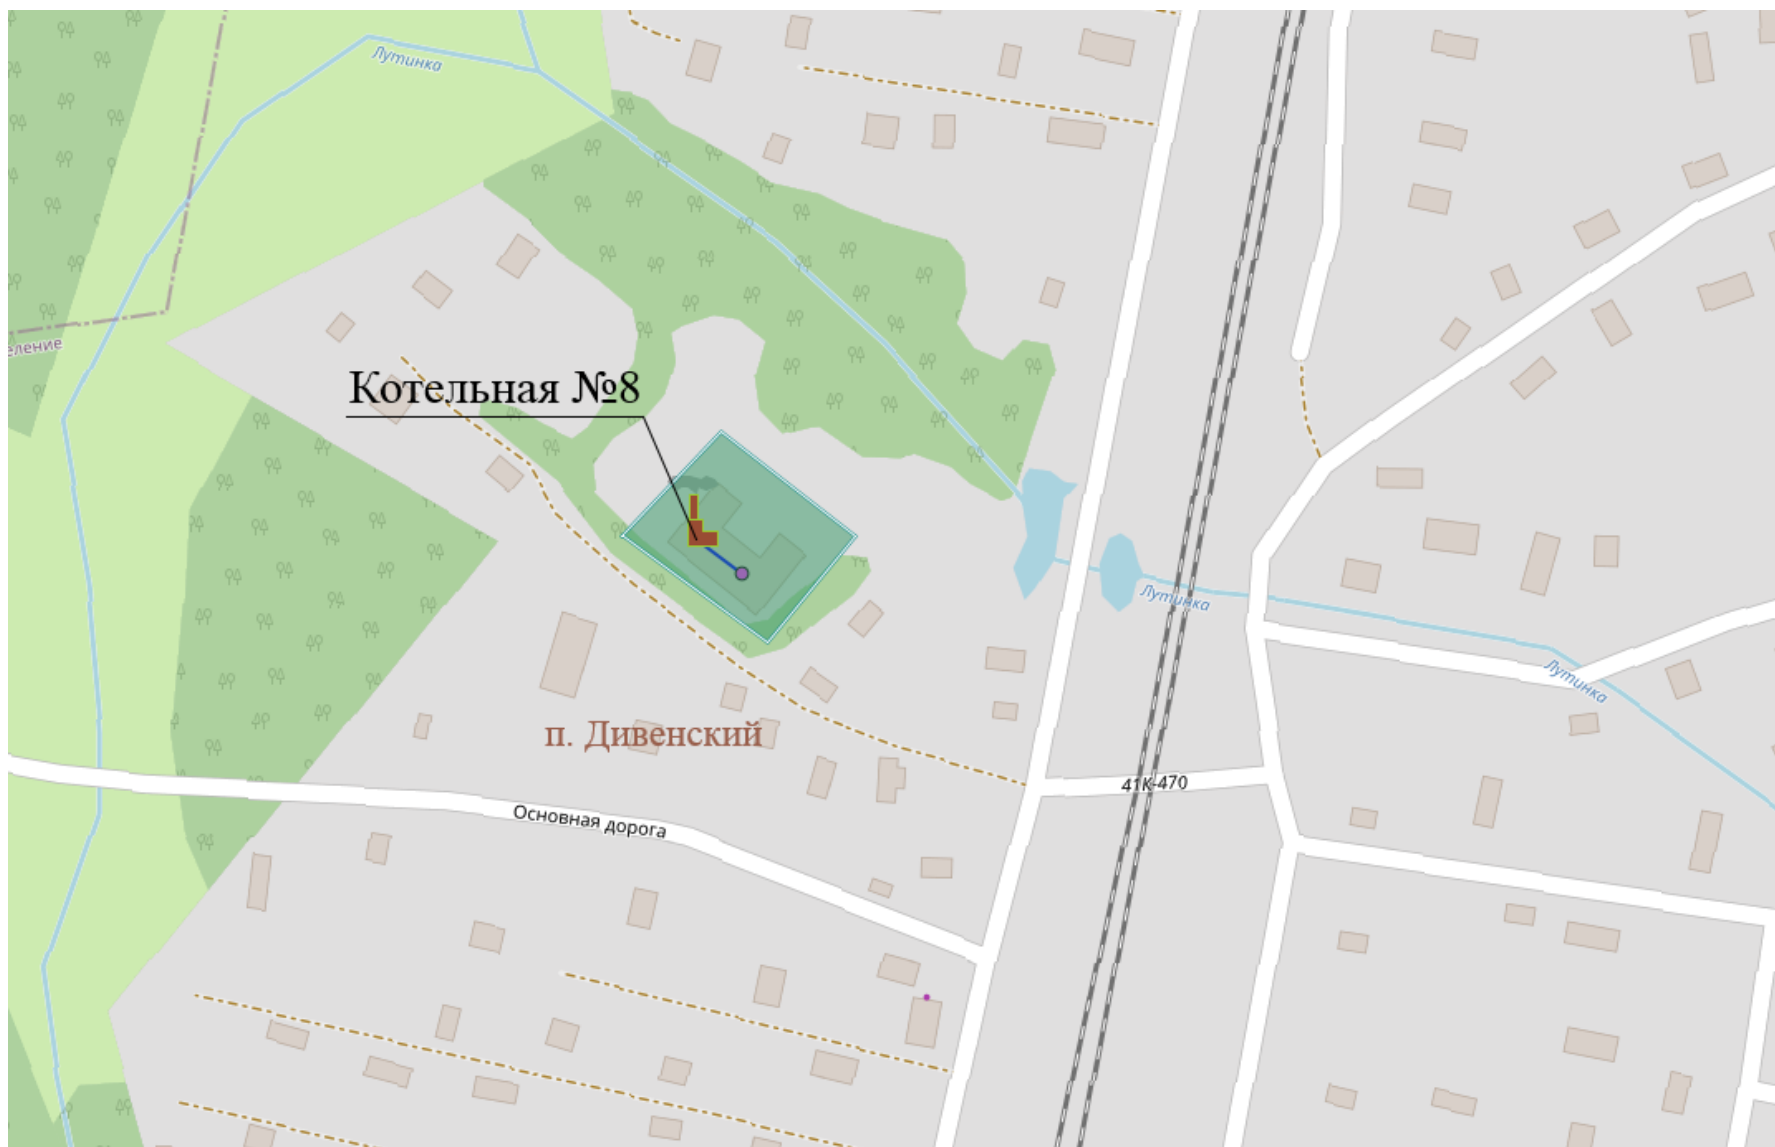 Лутинка
еление
Котельная №8
Лутинка
Лутинка
п. Дивенский
41К-470
Основная дорога